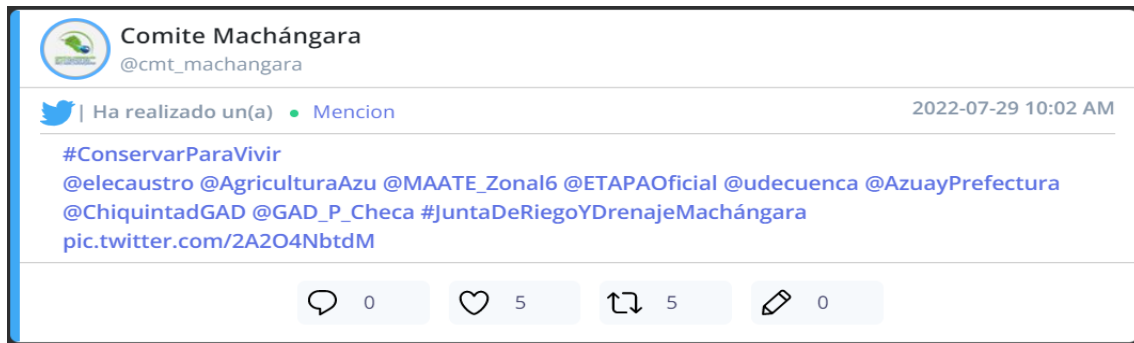 Comite Machángara
@cmt_machangara
| Ha realizado un(a) • Mencion
2022-07-29 10:02 AM
#ConservarParaVivir
@elecaustro @AgriculturaAzu @MAATE_Zonal6 @ETAPAOficial @udecuenca @AzuayPrefectura
@ChiquintadGAD @GAD_P_Checa #JuntaDeRiegoYDrenajeMachángara
pic.twitter.com/2A2O4NbtdM
0 5 5 0